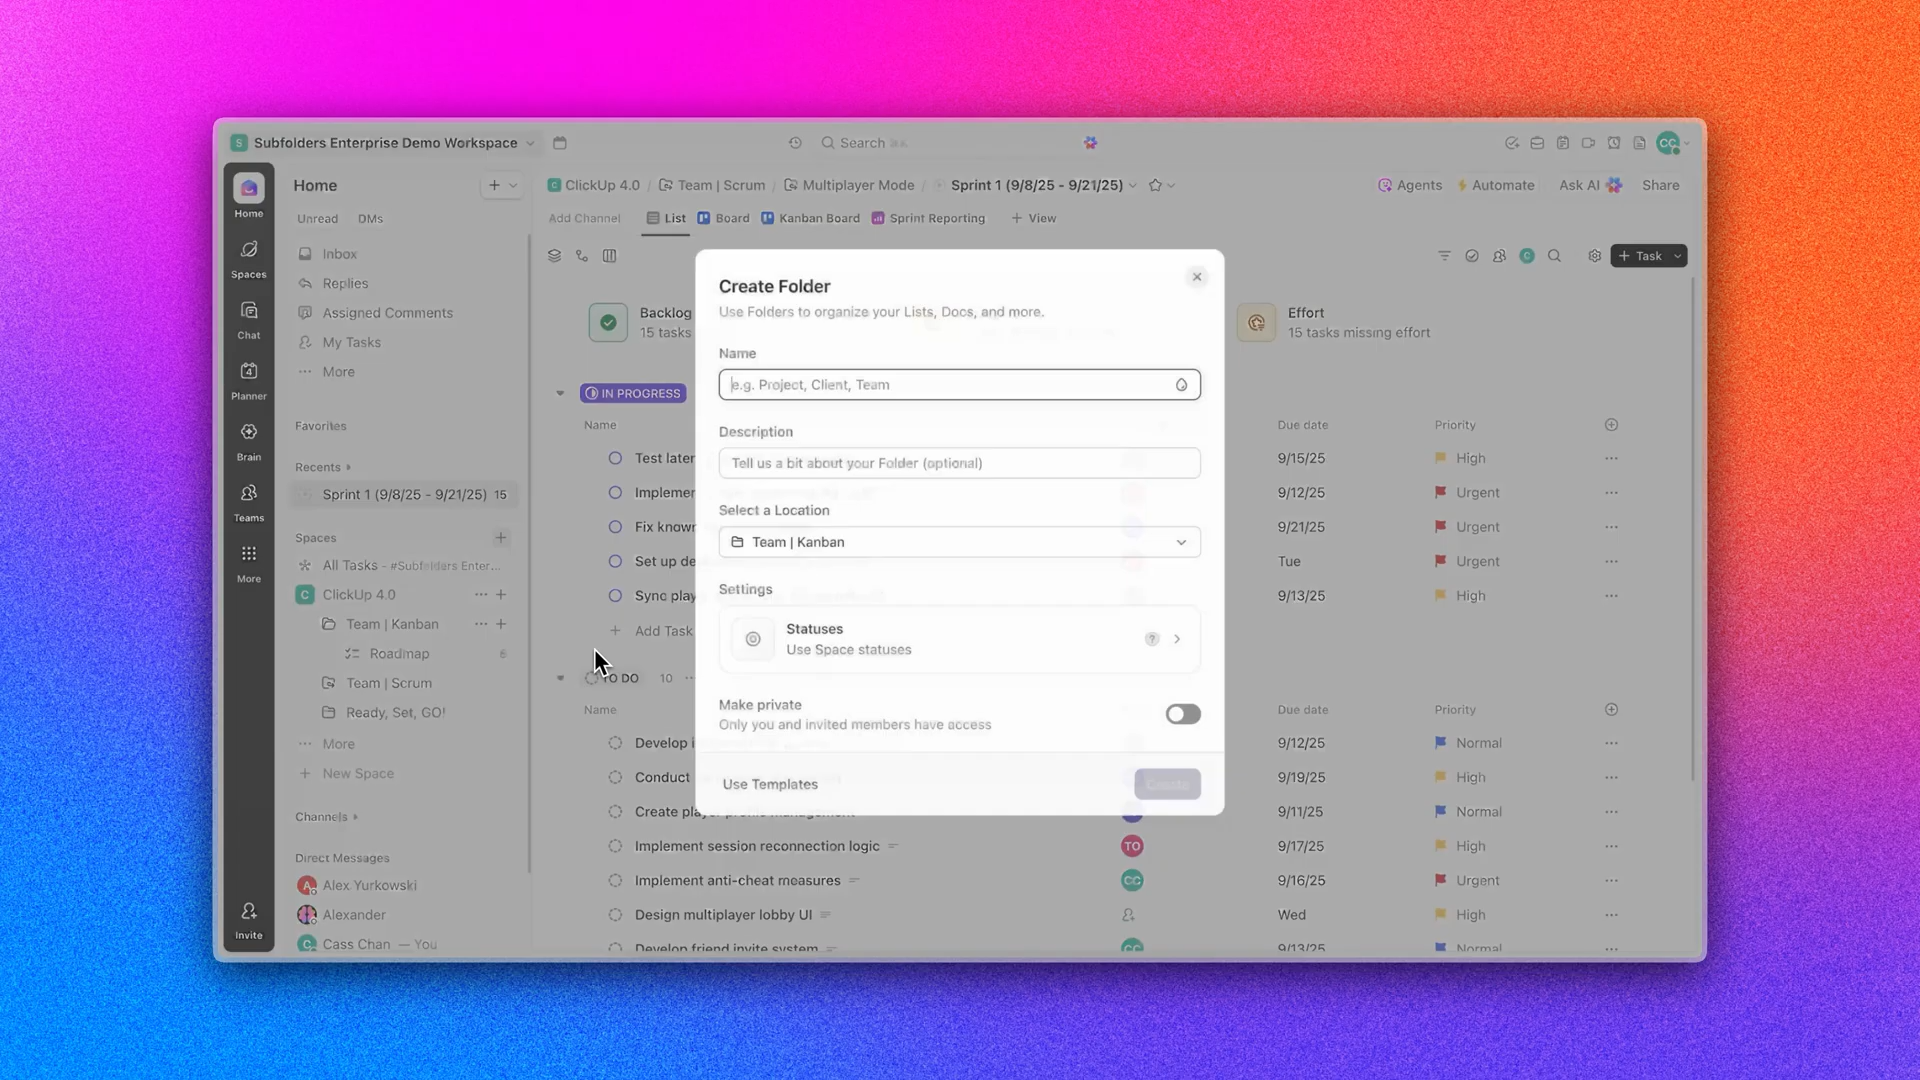 Subfolders Enterprise Demo Workspace
Search
Home
Unread DMs
Inbox
Replies
Assigned Comments
My Tasks
More
Favorites
Recents
Sprint 1 (9/8/25 - 9/21/25) 15
Spaces
All Tasks - #Subfolders Enter...
ClickUp 4.0
Team | Kanban
Roadmap 6
Team | Scrum
Ready, Set, GO!
More
New Space
Channels
Direct Messages
Alex Yurkowski
Alexander
Cass Chan — You
Home
Spaces
Chat
4
Planner
Brain
Teams
More
Invite
ClickUp 4.0 / Team | Scrum / Multiplayer Mode / Sprint 1 (9/8/25 - 9/21/25)
Agents Automate Ask AI Share
Add Channel List Board Kanban Board Sprint Reporting + View
+ Task
Backlog
15 tasks
Effort
15 tasks missing effort
IN PROGRESS
Name Due date Priority
Test later 9/15/25 High
Implemen 9/12/25 Urgent
Fix known 9/21/25 Urgent
Set up de Tue Urgent
Sync play 9/13/25 High
Add Task
TO DO 10
Name Due date Priority
Develop i 9/12/25 Normal
Conduct 9/19/25 High
Create player profile management 9/11/25 Normal
Implement session reconnection logic TO 9/17/25 High
Implement anti-cheat measures CC 9/16/25 Urgent
Design multiplayer lobby UI Wed High
Develop friend invite system CC 9/13/25 Normal
Create Folder
Use Folders to organize your Lists, Docs, and more.
Name
e.g. Project, Client, Team
Description
Tell us a bit about your Folder (optional)
Select a Location
Team | Kanban
Settings
Statuses
Use Space statuses
Make private
Only you and invited members have access
Use Templates Create